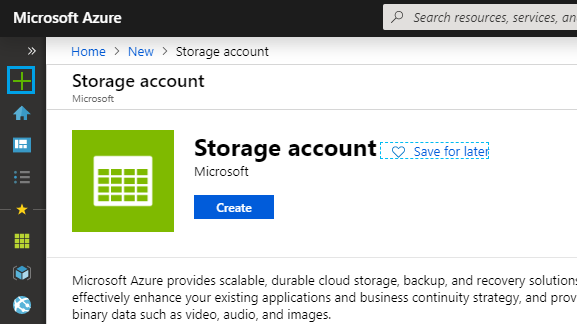 Microsoft Azure
Search resources, services, an
Home > New > Storage account
Storage account
Microsoft
Storage account
Save for later
Microsoft
Create
Microsoft Azure provides scalable, durable cloud storage, backup, and recovery solutions
effectively enhance your existing applications and business continuity strategy, and prov
binary data such as video, audio, and images.